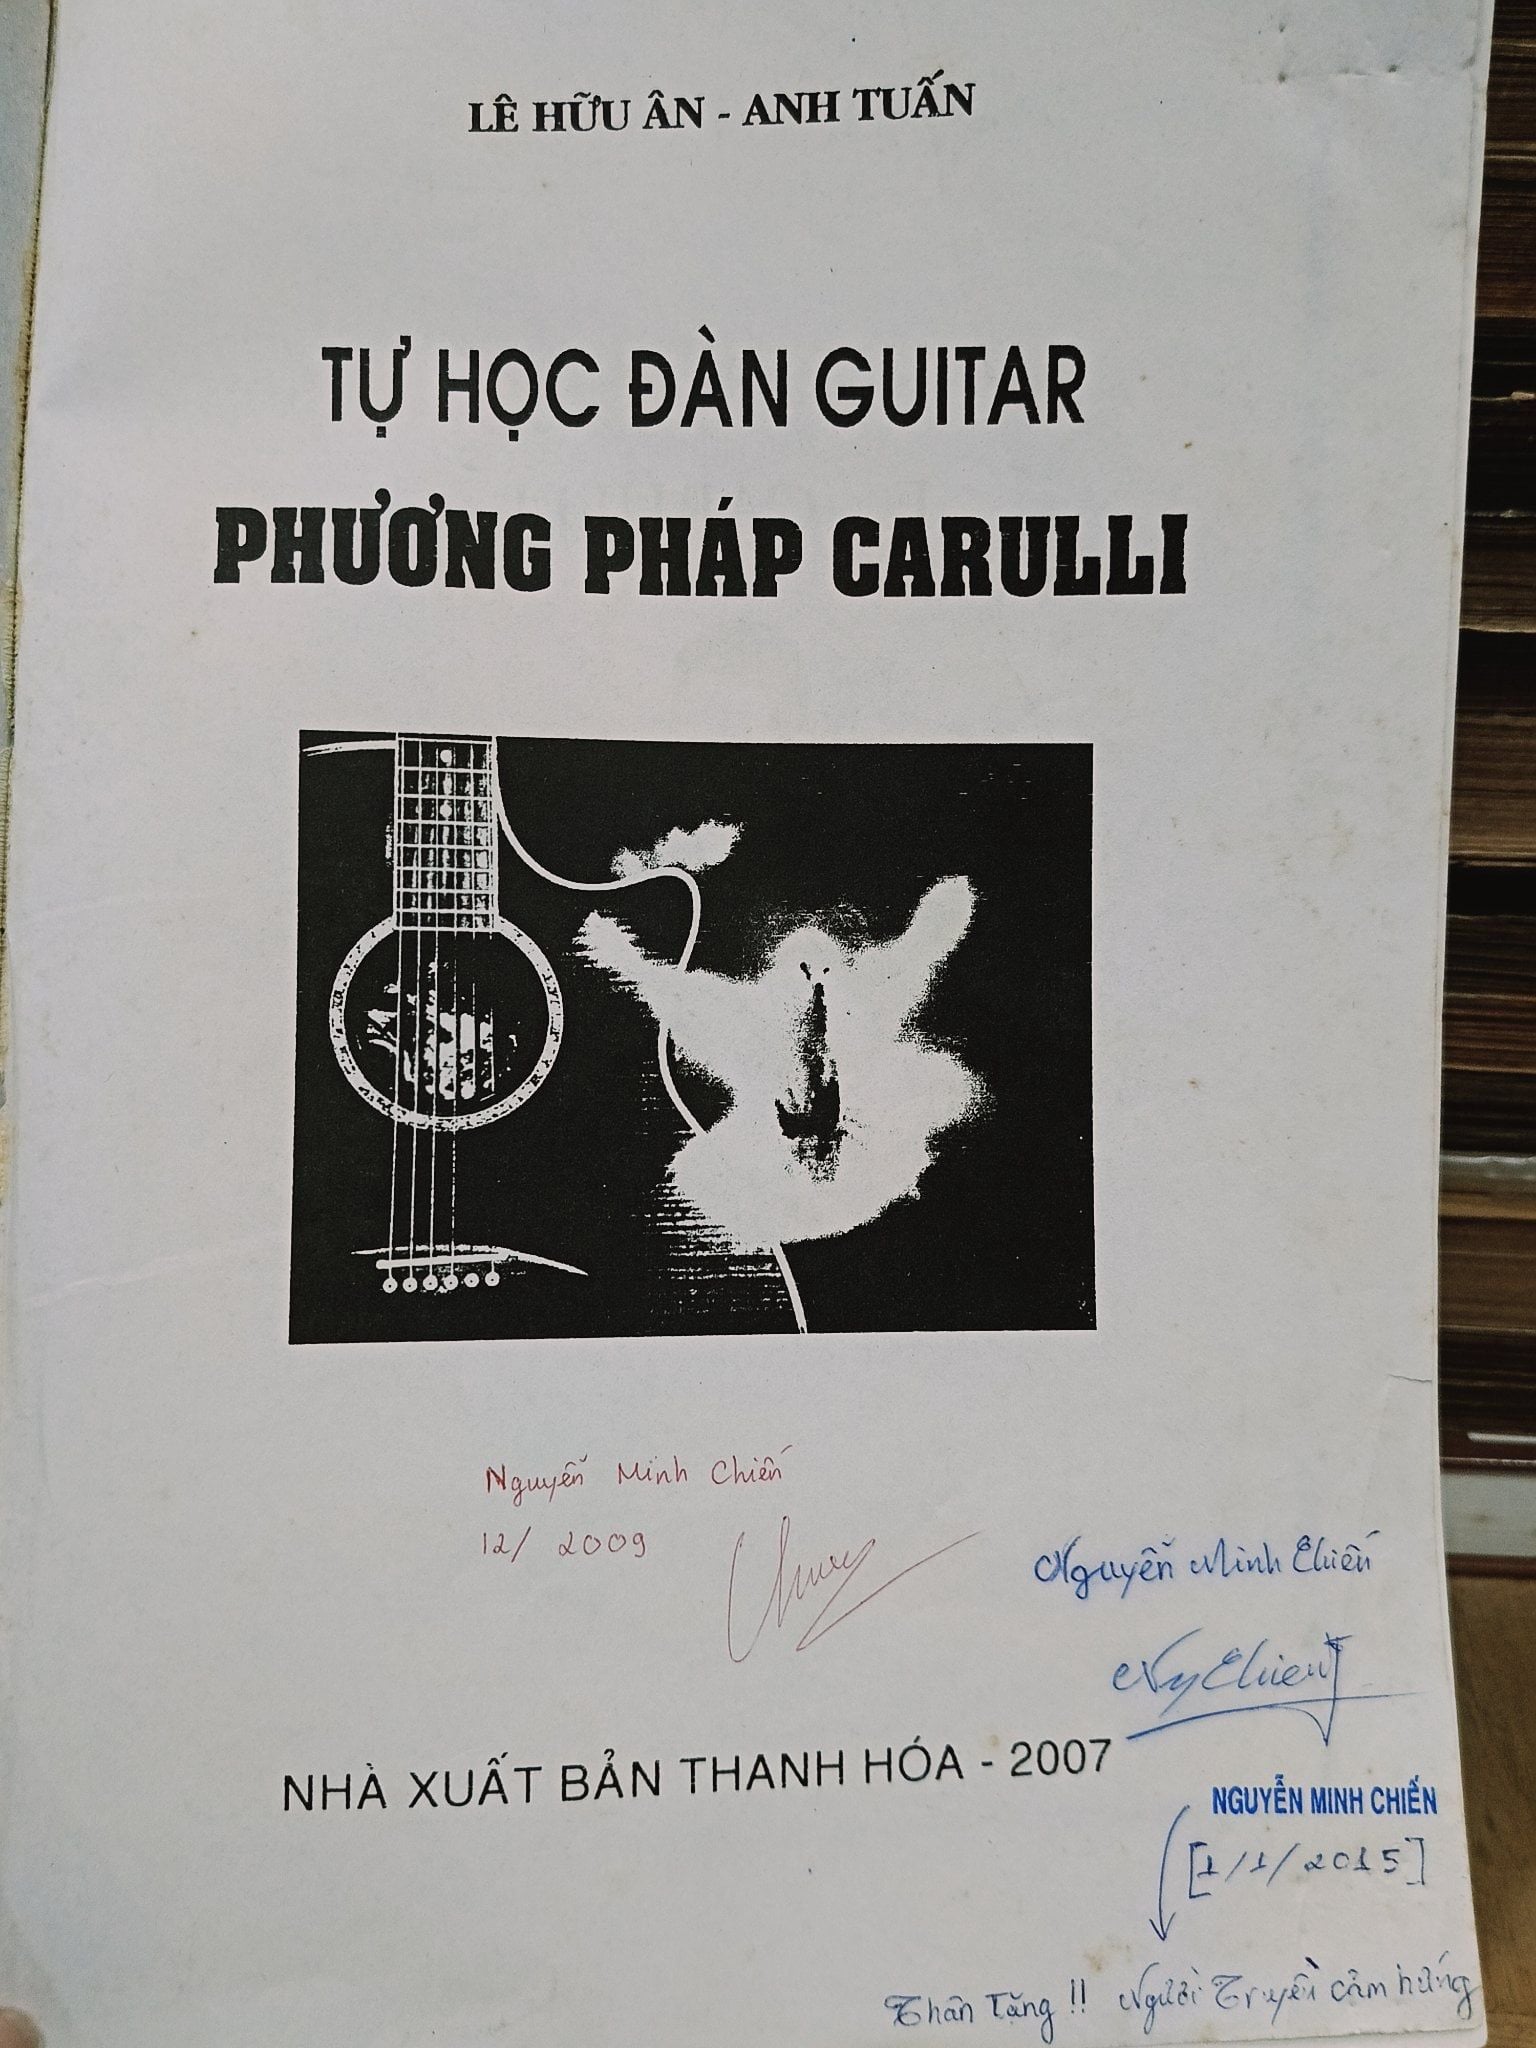 LÊ HỮU ÂN - ANH TUẤN
TỰ HỌC ĐÀN GUITAR
PHƯƠNG PHÁP CARULLI
Nguyễn Minh Chiến
12/ 2009
Nguyễn Minh Chiến
NHÀ XUẤT BẢN THANH HÓA - 2007
NGUYỄN MINH CHIẾN
[1/1/2015]
Thân Tặng !! Người Truyền cảm hứng